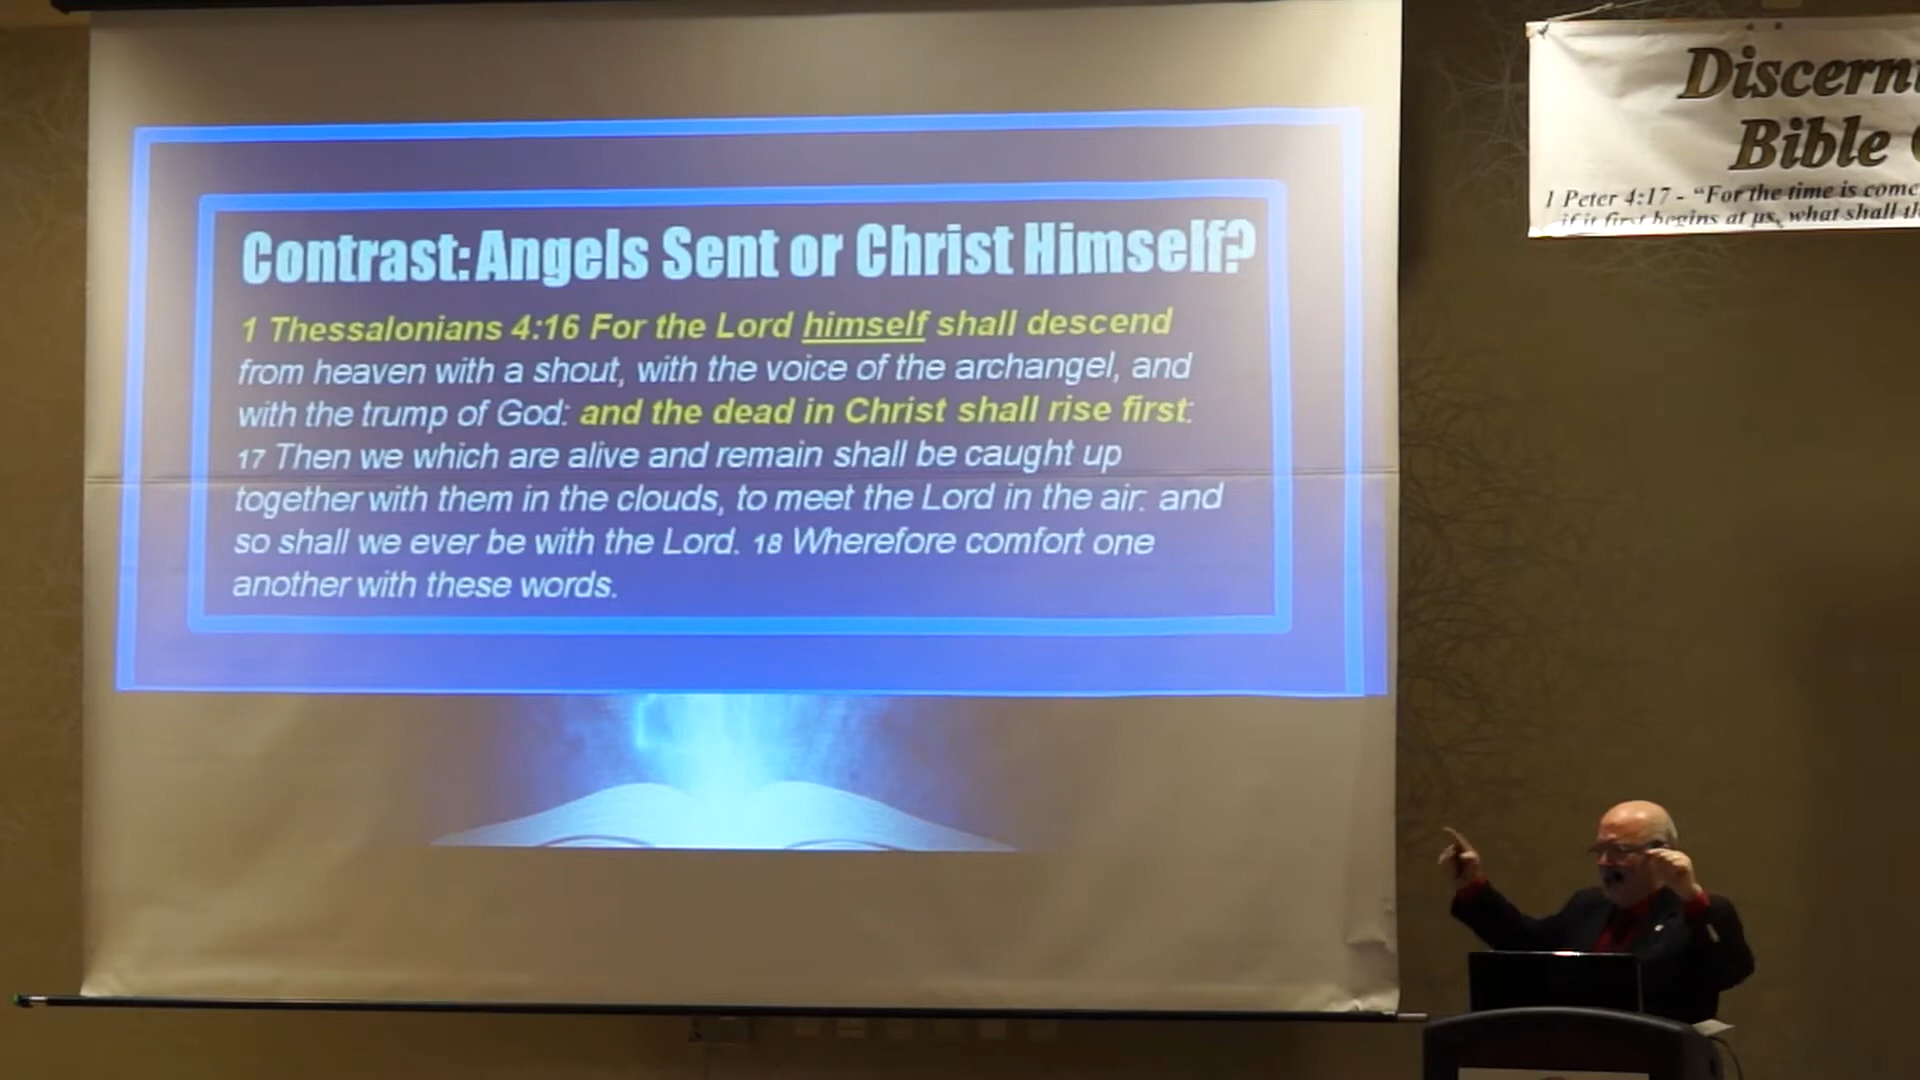 Contrast: Angels Sent or Christ Himself?
1 Thessalonians 4:16 For the Lord himself shall descend
from heaven with a shout, with the voice of the archangel, and
with the trump of God: and the dead in Christ shall rise first:
17 Then we which are alive and remain shall be caught up
together with them in the clouds, to meet the Lord in the air: and
so shall we ever be with the Lord. 18 Wherefore comfort one
another with these words.
Discern
Bible
1 Peter 4:17 - “For the time is come
if it first begins at us, what shall